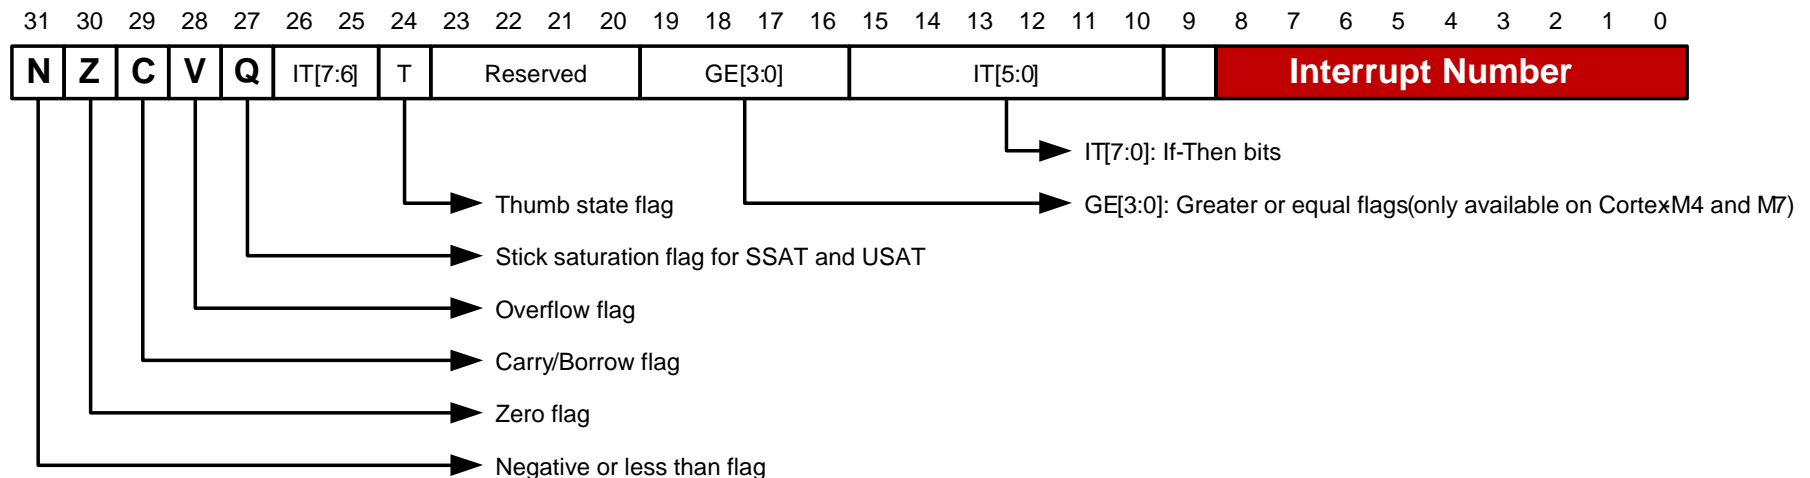 31 30 29 28 27 26 25 24 23 22 21 20 19 18 17 16 15 14 13 12 11 10 9 8 7 6 5 4 3 2 1 0
N Z C V Q IT[7:6] T Reserved GE[3:0] IT[5:0] Interrupt Number
IT[7:0]: If-Then bits
Thumb state flag
GE[3:0]: Greater or equal flags(only available on Cortex-M4 and M7)
Stick saturation flag for SSAT and USAT
Overflow flag
Carry/Borrow flag
Zero flag
Negative or less than flag